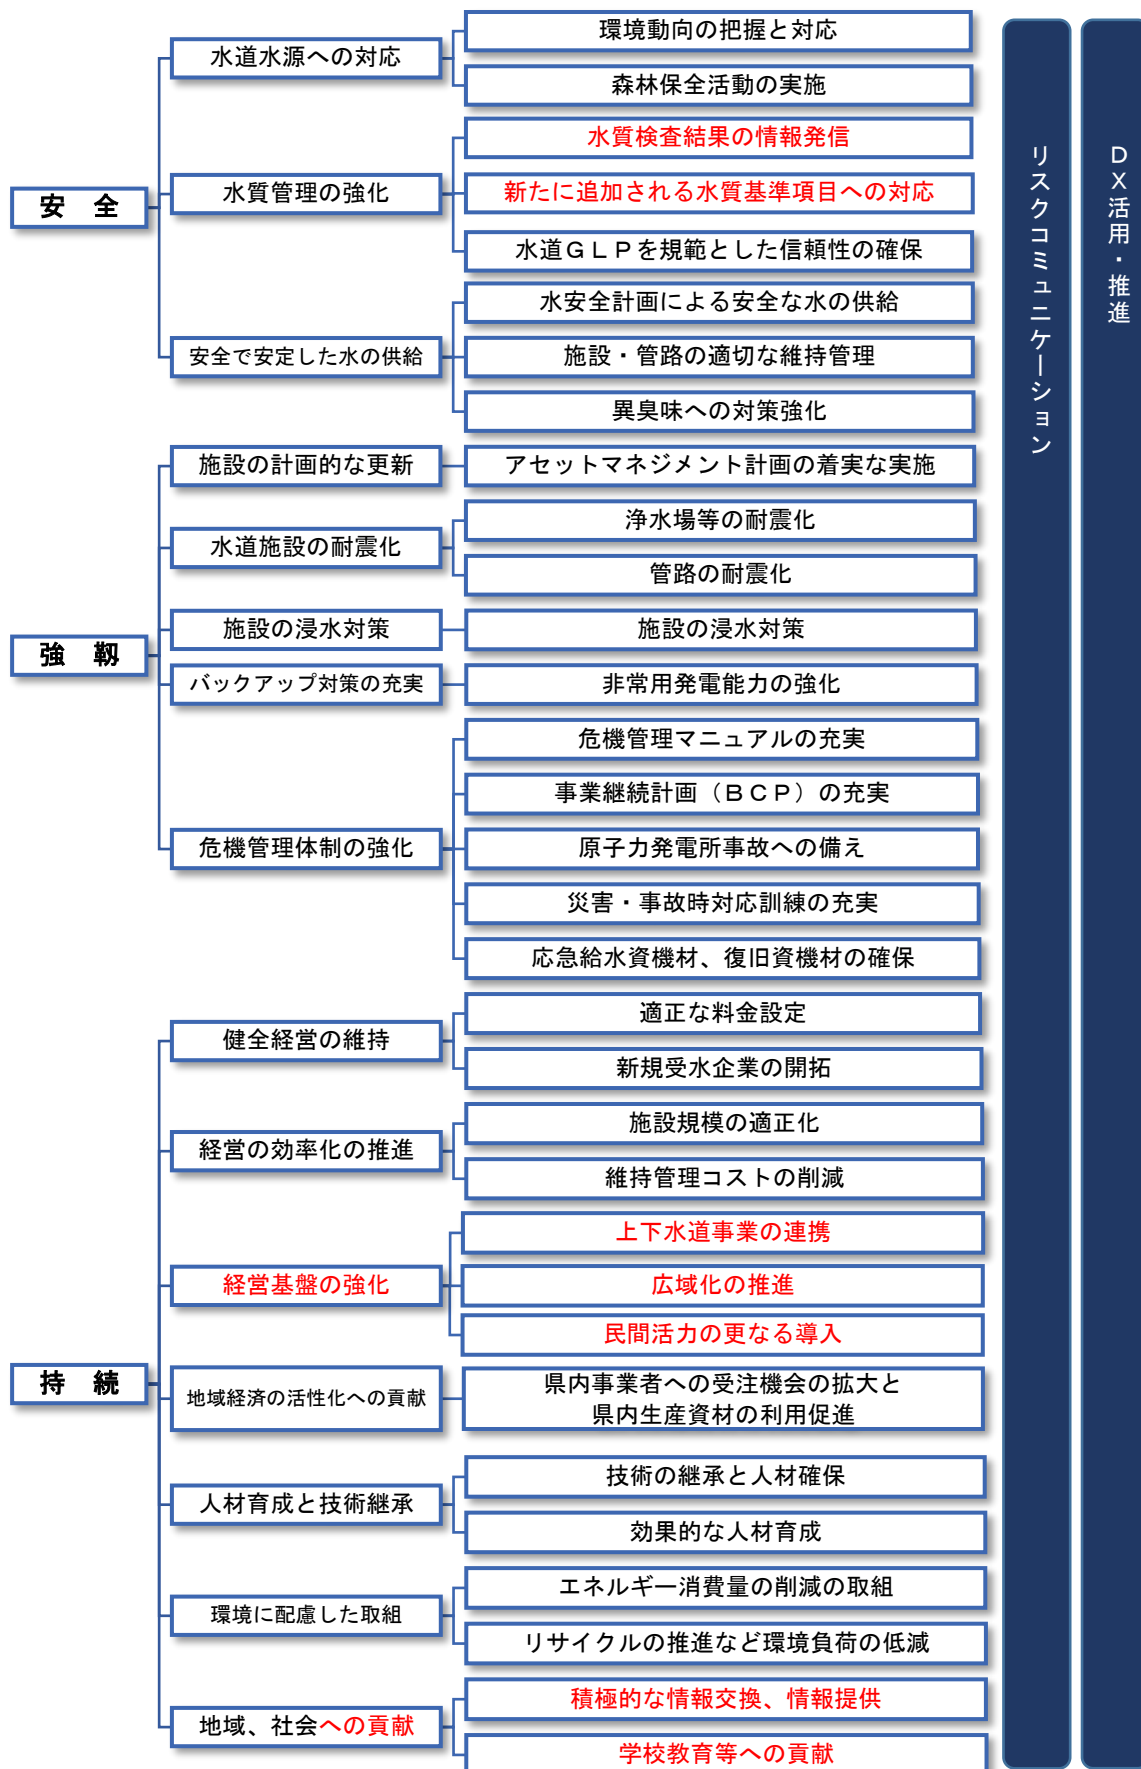 安　全
水道水源への対応
環境動向の把握と対応
森林保全活動の実施
水質管理の強化
水質検査結果の情報発信
新たに追加される水質基準項目への対応
水道ＧＬＰを規範とした信頼性の確保
安全で安定した水の供給
水安全計画による安全な水の供給
施設・管路の適切な維持管理
異臭味への対策強化
強　靱
施設の計画的な更新
アセットマネジメント計画の着実な実施
水道施設の耐震化
浄水場等の耐震化
管路の耐震化
施設の浸水対策
施設の浸水対策
バックアップ対策の充実
非常用発電能力の強化
危機管理体制の強化
危機管理マニュアルの充実
事業継続計画（ＢＣＰ）の充実
原子力発電所事故への備え
災害・事故時対応訓練の充実
応急給水資機材、復旧資機材の確保
持　続
健全経営の維持
適正な料金設定
新規受水企業の開拓
経営の効率化の推進
施設規模の適正化
維持管理コストの削減
経営基盤の強化
上下水道事業の連携
広域化の推進
民間活力の更なる導入
地域経済の活性化への貢献
県内事業者への受注機会の拡大と
県内生産資材の利用促進
人材育成と技術継承
技術の継承と人材確保
効果的な人材育成
環境に配慮した取組
エネルギー消費量の削減の取組
リサイクルの推進など環境負荷の低減
地域、社会への貢献
積極的な情報交換、情報提供
学校教育等への貢献
リスクコミュニケーション
ＤＸ活用・推進